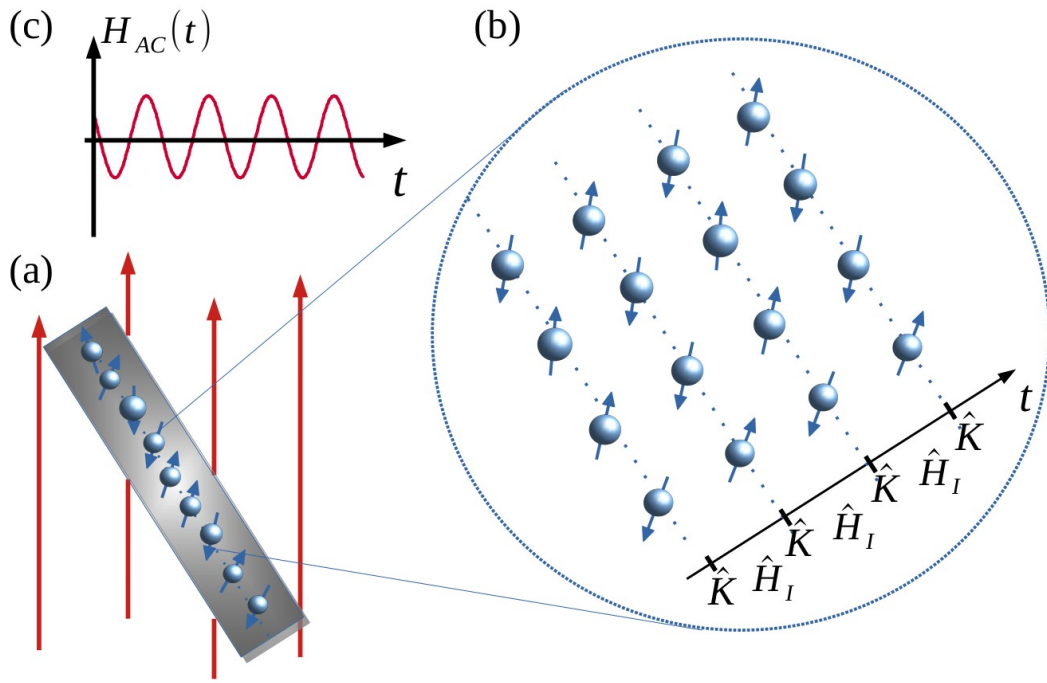 (c) H_AC(t)
t
(b)
(a)
t
K̂ Ĥ_I K̂ Ĥ_I K̂ Ĥ_I K̂